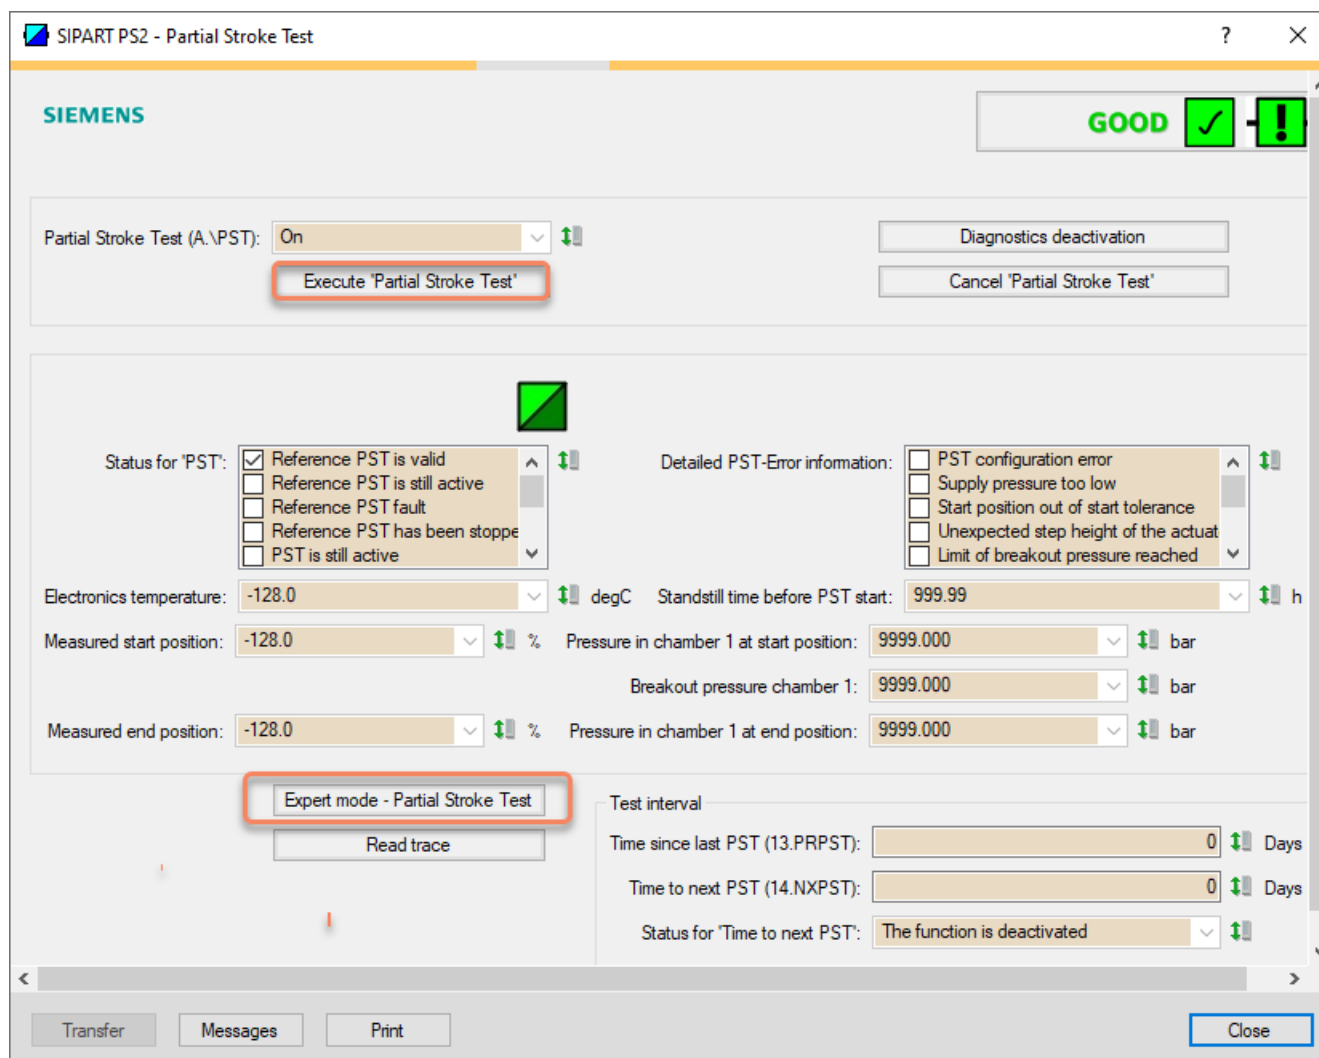 SIPART PS2 - Partial Stroke Test
SIEMENS
GOOD
Partial Stroke Test (A.\PST): On
Diagnostics deactivation
Execute 'Partial Stroke Test'
Cancel 'Partial Stroke Test'
Status for 'PST':
Reference PST is valid
Reference PST is still active
Reference PST fault
Reference PST has been stoppe
PST is still active
Detailed PST-Error information:
PST configuration error
Supply pressure too low
Start position out of start tolerance
Unexpected step height of the actuat
Limit of breakout pressure reached
Electronics temperature: -128.0 degC
Standstill time before PST start: 999.99 h
Measured start position: -128.0 %
Pressure in chamber 1 at start position: 9999.000 bar
Breakout pressure chamber 1: 9999.000 bar
Measured end position: -128.0 %
Pressure in chamber 1 at end position: 9999.000 bar
Expert mode - Partial Stroke Test
Read trace
Test interval
Time since last PST (13.PRPST): 0 Days
Time to next PST (14.NXPST): 0 Days
Status for 'Time to next PST': The function is deactivated
Transfer
Messages
Print
Close